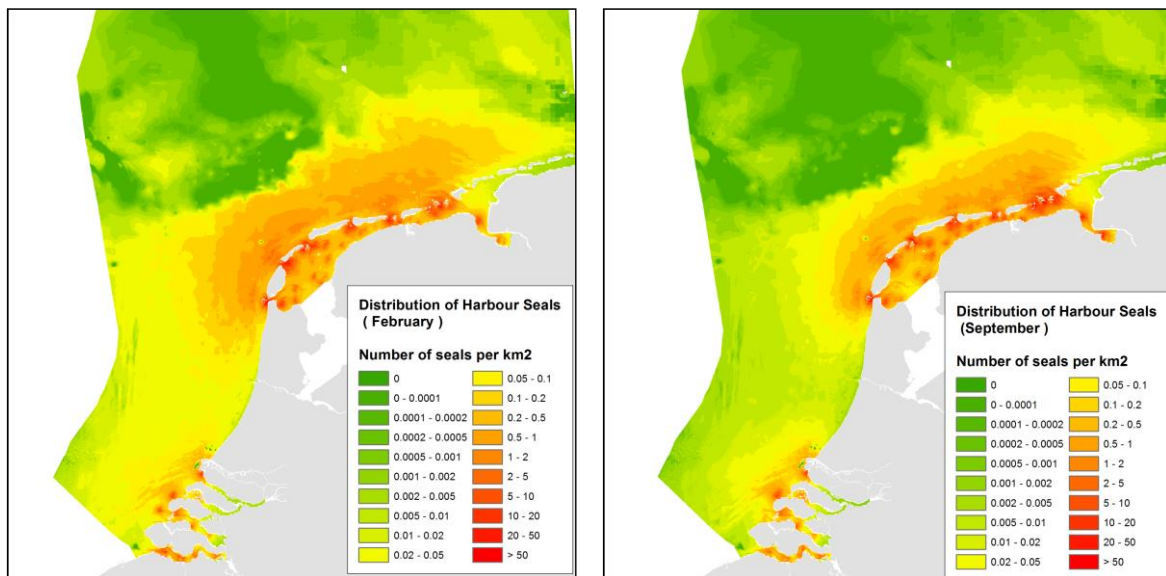 Distribution of Harbour Seals
( February )
Number of seals per km2
0
0 - 0.0001
0.0001 - 0.0002
0.0002 - 0.0005
0.0005 - 0.001
0.001 - 0.002
0.002 - 0.005
0.005 - 0.01
0.01 - 0.02
0.02 - 0.05
0.05 - 0.1
0.1 - 0.2
0.2 - 0.5
0.5 - 1
1 - 2
2 - 5
5 - 10
10 - 20
20 - 50
> 50
Distribution of Harbour Seals
(September )
Number of seals per km2
0
0 - 0.0001
0.0001 - 0.0002
0.0002 - 0.0005
0.0005 - 0.001
0.001 - 0.002
0.002 - 0.005
0.005 - 0.01
0.01 - 0.02
0.02 - 0.05
0.05 - 0.1
0.1 - 0.2
0.2 - 0.5
0.5 - 1
1 - 2
2 - 5
5 - 10
10 - 20
20 - 50
> 50